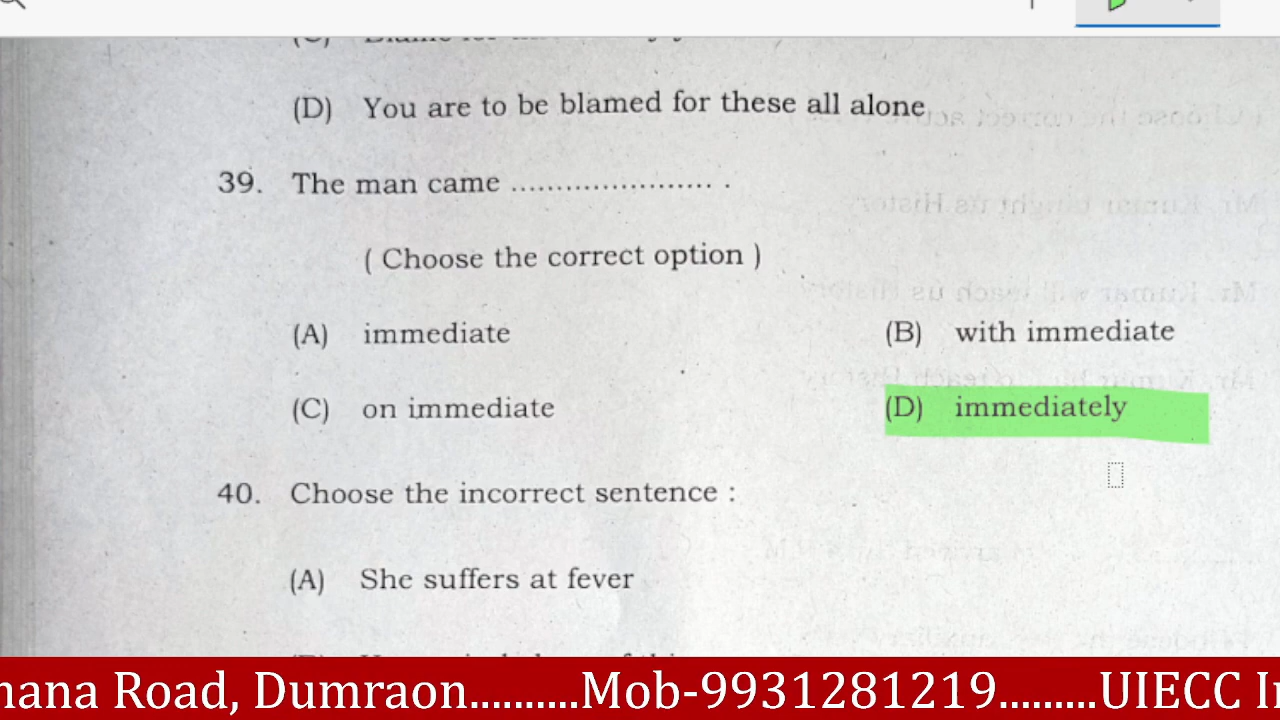 (D) You are to be blamed for these all alone
39. The man came ....................... .
( Choose the correct option )
(A) immediate
(B) with immediate
(C) on immediate
(D) immediately
40. Choose the incorrect sentence :
(A) She suffers at fever
Road, Dumraon..........Mob-9931281219.........UIECC